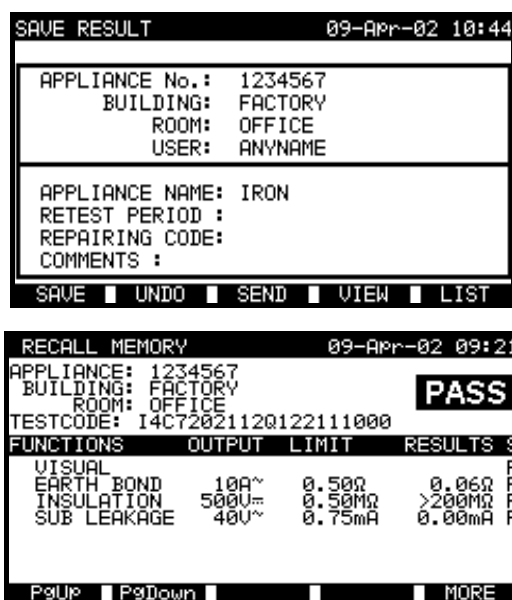 SAVE RESULT 09-Apr-02 10:44
APPLIANCE No.: 1234567
BUILDING: FACTORY
ROOM: OFFICE
USER: ANYNAME
APPLIANCE NAME: IRON
RETEST PERIOD :
REPAIRING CODE:
COMMENTS :
SAVE UNDO SEND VIEW LIST
RECALL MEMORY 09-Apr-02 09:21
APPLIANCE: 1234567
BUILDING: FACTORY
PASS
ROOM: OFFICE
TESTCODE: I4C7202112Q122111000
FUNCTIONS OUTPUT LIMIT RESULTS S
VISUAL P
EARTH BOND 10A~ 0.50Ω 0.06Ω P
INSULATION 500V⎓ 0.50MΩ >200MΩ P
SUB LEAKAGE 40V~ 0.75mA 0.00mA P
PgUp PgDown MORE